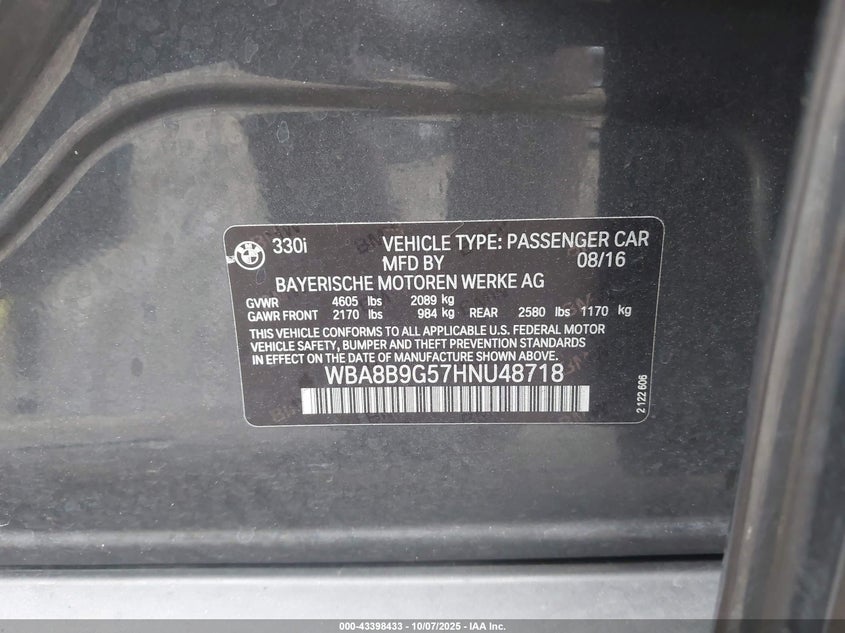 330i VEHICLE TYPE: PASSENGER CAR
MFD BY 08/16
BAYERISCHE MOTOREN WERKE AG
GVWR 4605 lbs 2089 kg
GAWR FRONT 2170 lbs 984 kg REAR 2580 lbs 1170 kg
THIS VEHICLE CONFORMS TO ALL APPLICABLE U.S. FEDERAL MOTOR
VEHICLE SAFETY, BUMPER AND THEFT PREVENTION STANDARDS
IN EFFECT ON THE DATE OF MANUFACTURE SHOWN ABOVE.
WBA8B9G57HNU48718
2 122 606
000-43398433 - 10/07/2025 - IAA Inc.